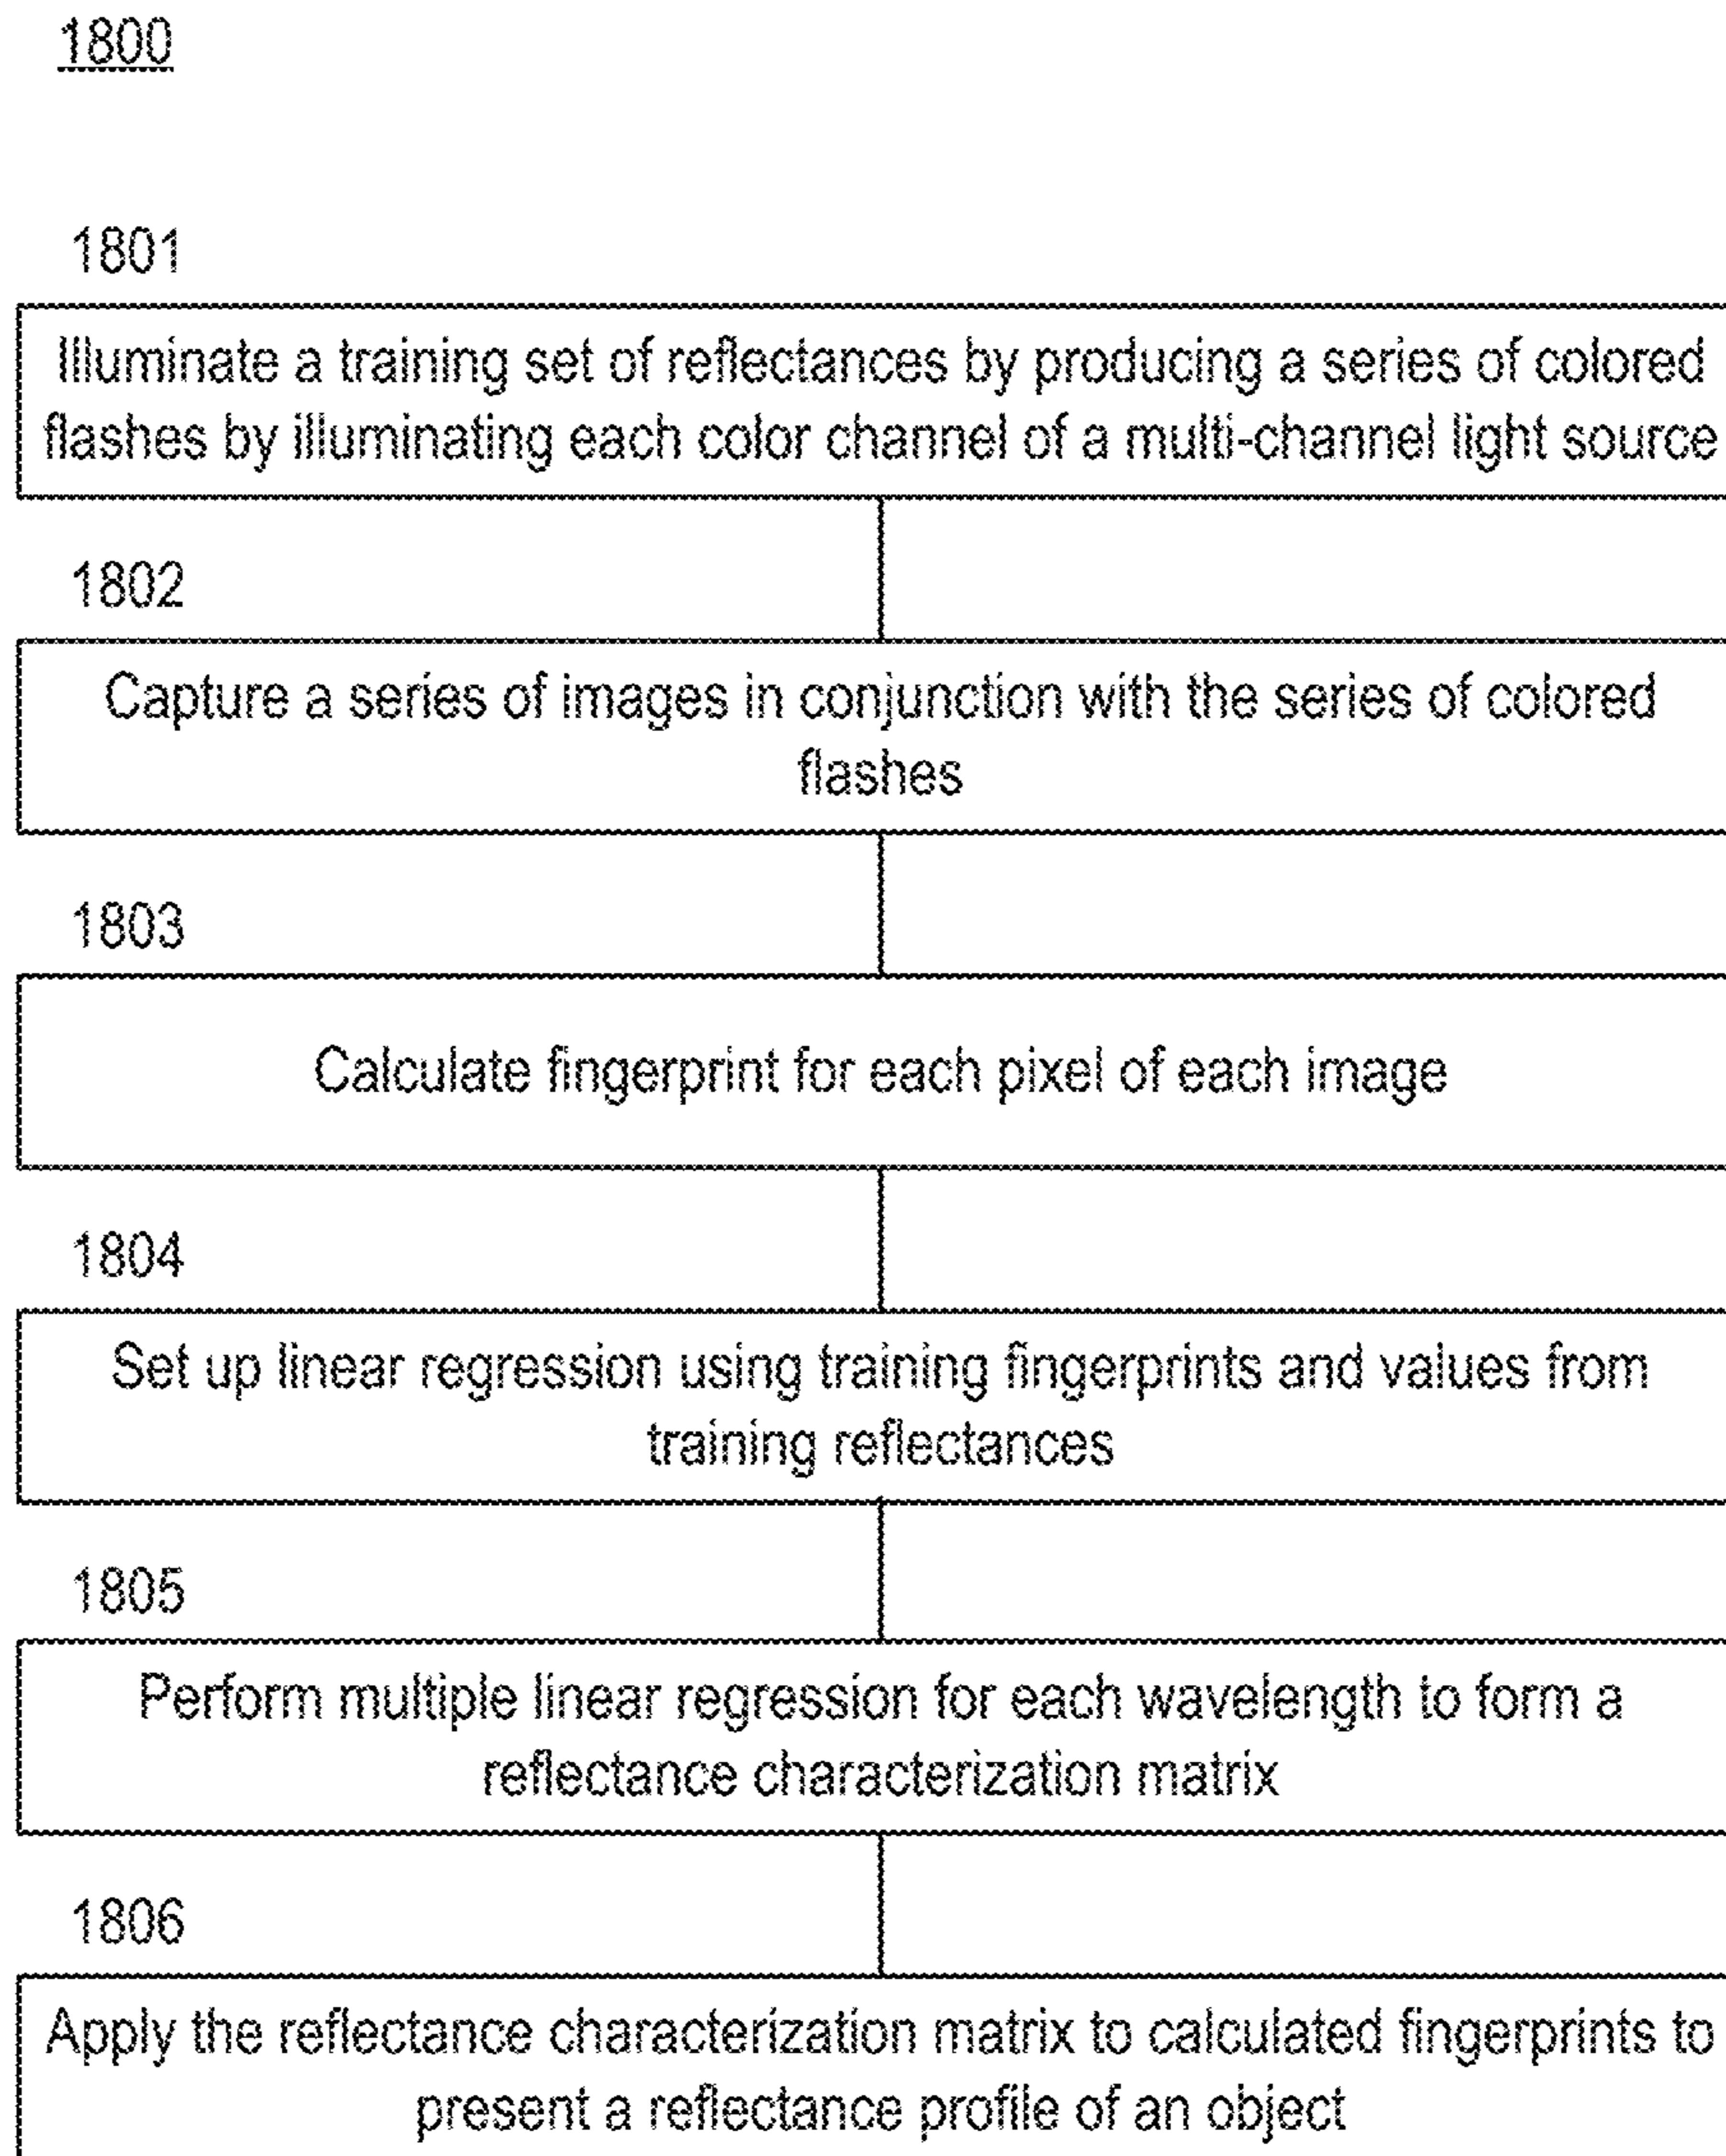 1800
1801
Illuminate a training set of reflectances by producing a series of colored
flashes by illuminating each color channel of a multi-channel light source
1802
Capture a series of images in conjunction with the series of colored
flashes
1803
Calculate fingerprint for each pixel of each image
1804
Set up linear regression using training fingerprints and values from
training reflectances
1805
Perform multiple linear regression for each wavelength to form a
reflectance characterization matrix
1806
Apply the reflectance characterization matrix to calculated fingerprints to
present a reflectance profile of an object